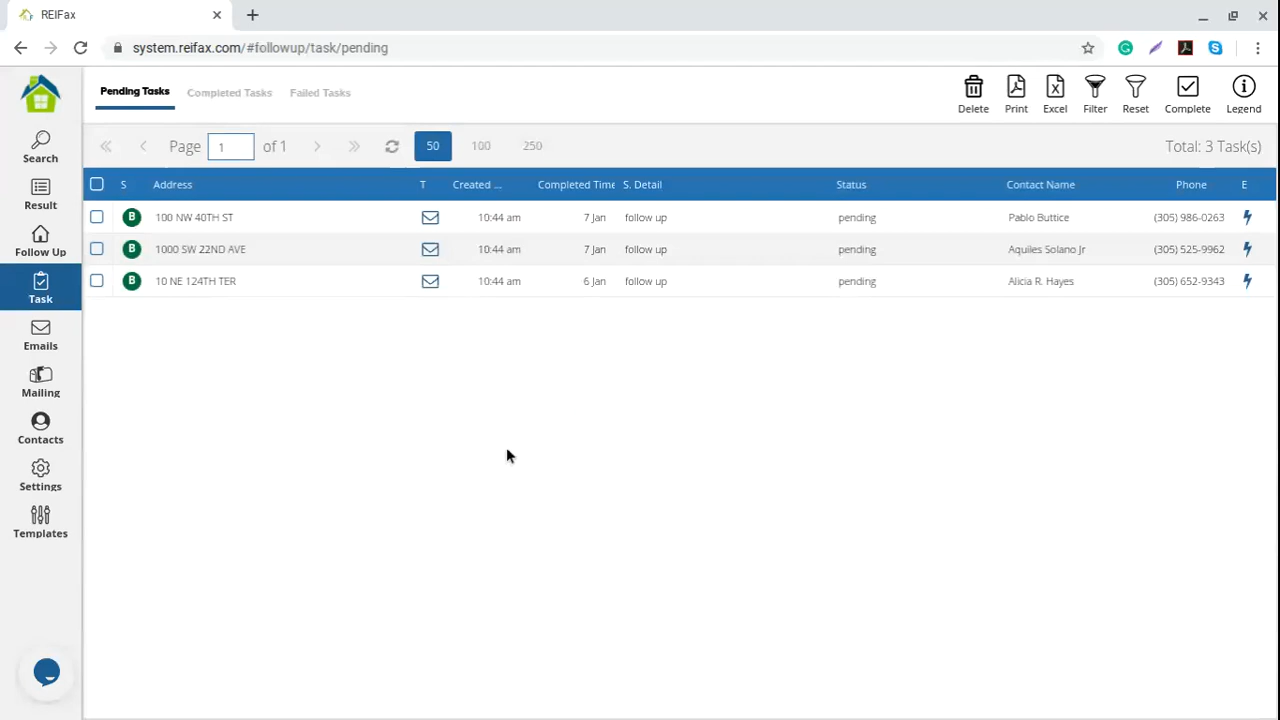 REIFax
system.reifax.com/#followup/task/pending
Pending Tasks Completed Tasks Failed Tasks
Delete Print Excel Filter Reset Complete Legend
Page 1 of 1 50 100 250 Total: 3 Task(s)
S Address T Created ... Completed Time S. Detail Status Contact Name Phone E
B 100 NW 40TH ST 10:44 am 7 Jan follow up pending Pablo Buttice (305) 986-0263
B 1000 SW 22ND AVE 10:44 am 7 Jan follow up pending Aquiles Solano Jr (305) 525-9962
B 10 NE 124TH TER 10:44 am 6 Jan follow up pending Alicia R. Hayes (305) 652-9343
Search
Result
Follow Up
Task
Emails
Mailing
Contacts
Settings
Templates